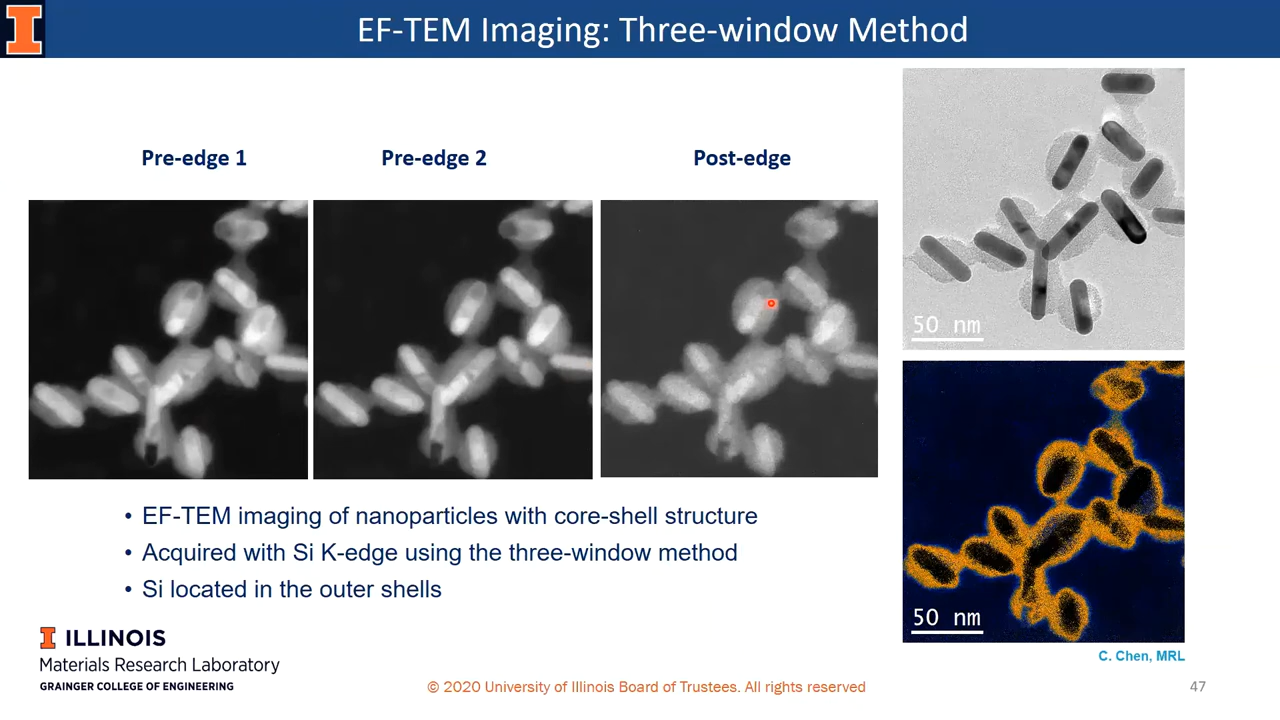 EF-TEM Imaging: Three-window Method
Pre-edge 1
Pre-edge 2
Post-edge
50 nm
50 nm
• EF-TEM imaging of nanoparticles with core-shell structure
• Acquired with Si K-edge using the three-window method
• Si located in the outer shells
C. Chen, MRL
I ILLINOIS
Materials Research Laboratory
GRAINGER COLLEGE OF ENGINEERING
© 2020 University of Illinois Board of Trustees. All rights reserved
47